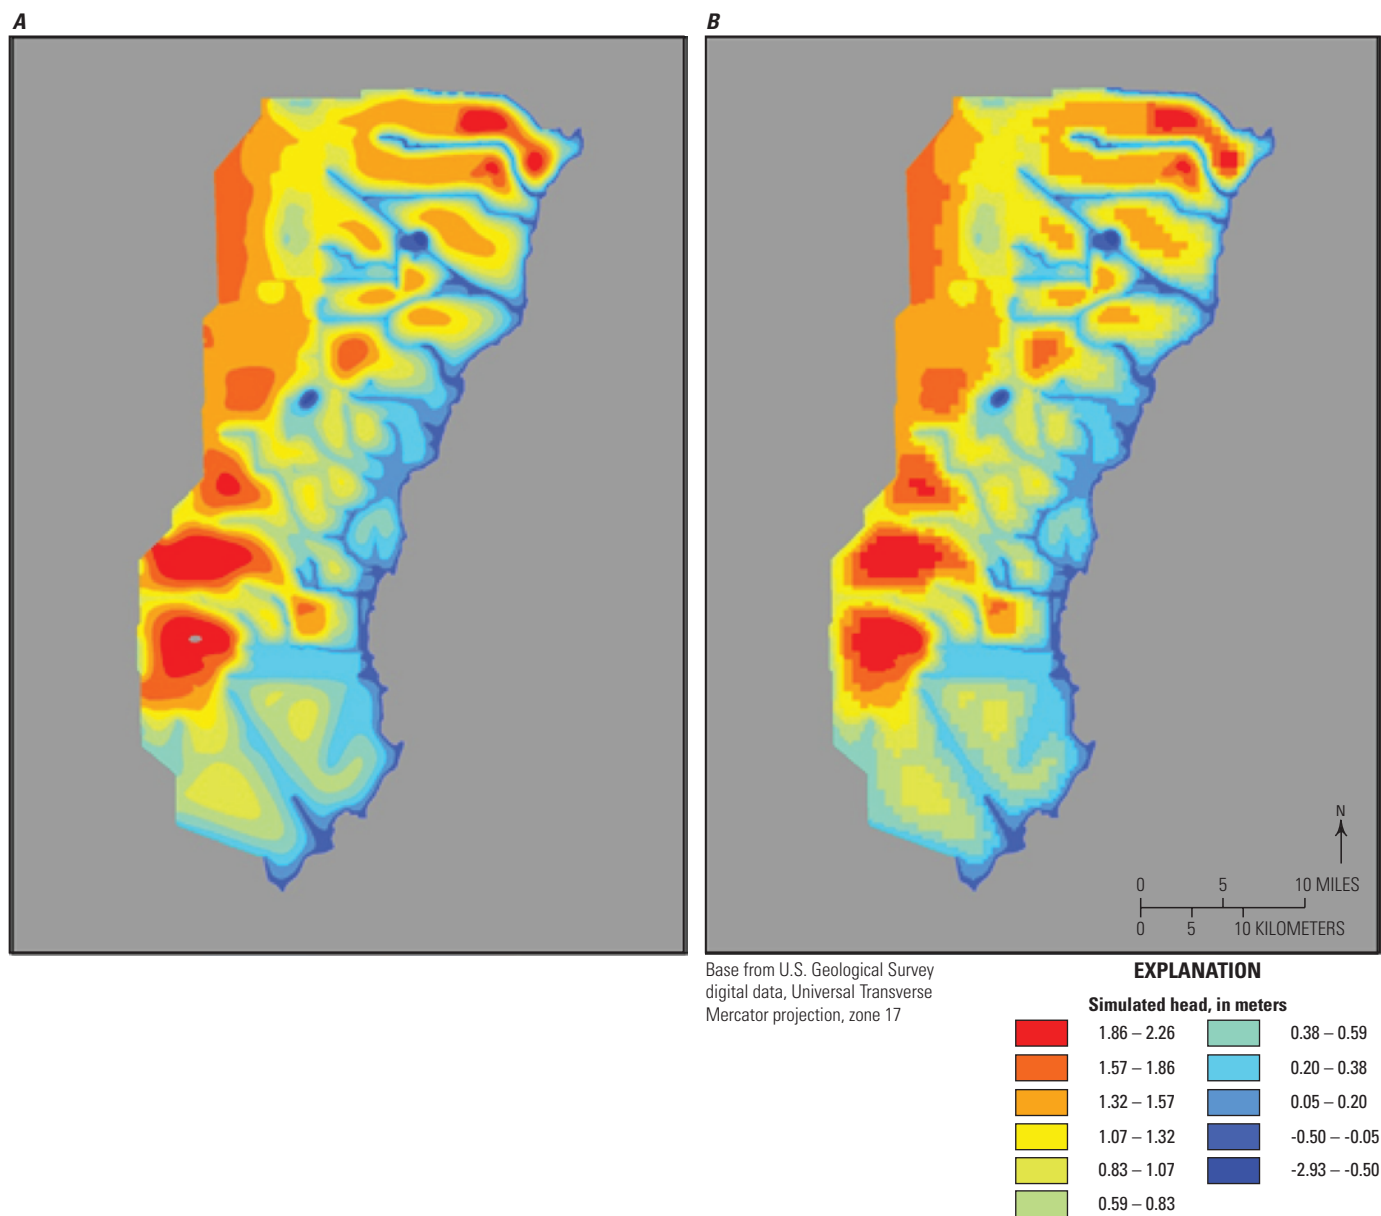 A
B
N
0 5 10 MILES
0 5 10 KILOMETERS
Base from U.S. Geological Survey
digital data, Universal Transverse
Mercator projection, zone 17
EXPLANATION
Simulated head, in meters
1.86 – 2.26
1.57 – 1.86
1.32 – 1.57
1.07 – 1.32
0.83 – 1.07
0.59 – 0.83
0.38 – 0.59
0.20 – 0.38
0.05 – 0.20
-0.50 – -0.05
-2.93 – -0.50